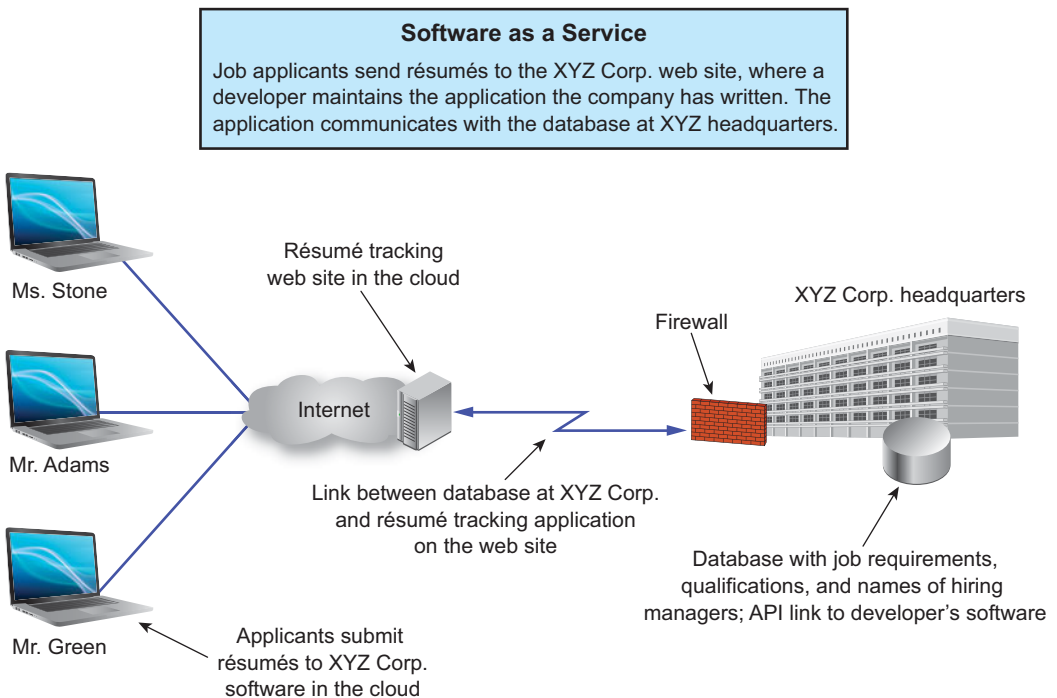 Software as a Service
Job applicants send résumés to the XYZ Corp. web site, where a
developer maintains the application the company has written. The
application communicates with the database at XYZ headquarters.
Ms. Stone
Résumé tracking
web site in the cloud
XYZ Corp. headquarters
Firewall
Internet
Mr. Adams
Link between database at XYZ Corp.
and résumé tracking application
on the web site
Database with job requirements,
qualifications, and names of hiring
managers; API link to developer’s software
Mr. Green
Applicants submit
résumés to XYZ Corp.
software in the cloud